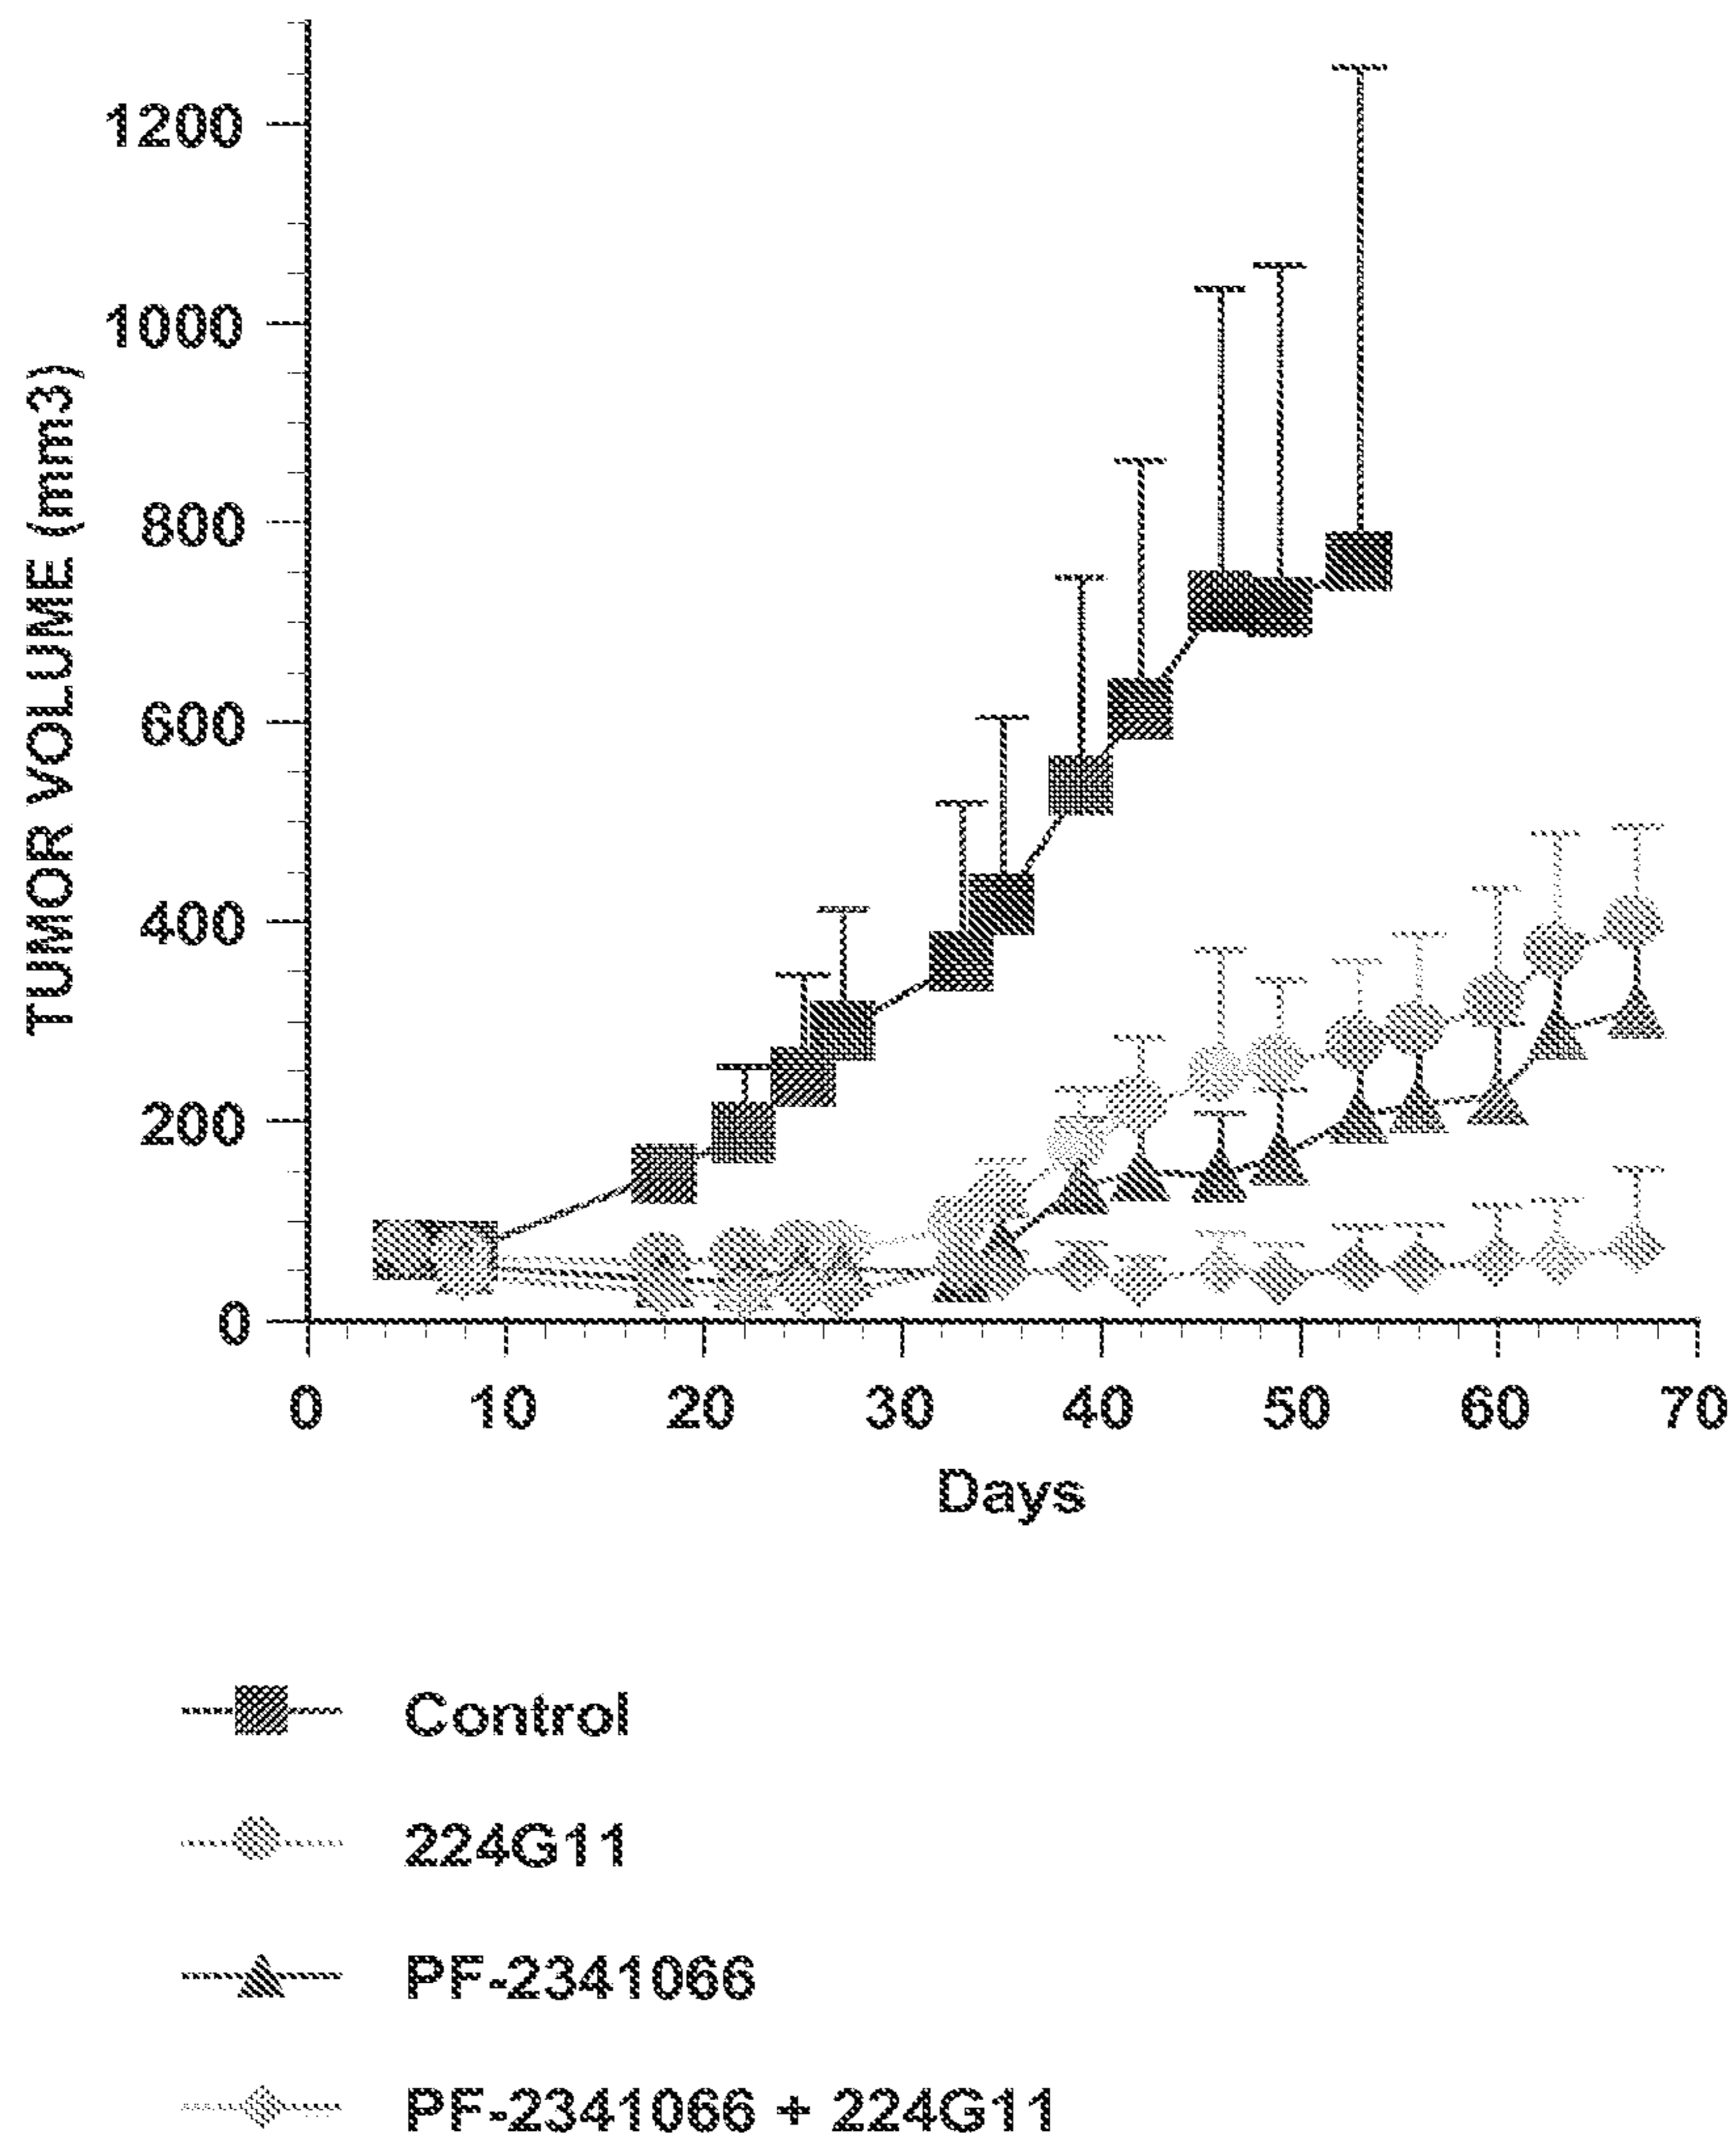 TUMOR VOLUME (mm3)
1200
1000
800
600
400
200
0
0 10 20 30 40 50 60 70
Days
Control
224G11
PF-2341066
PF-2341066 + 224G11